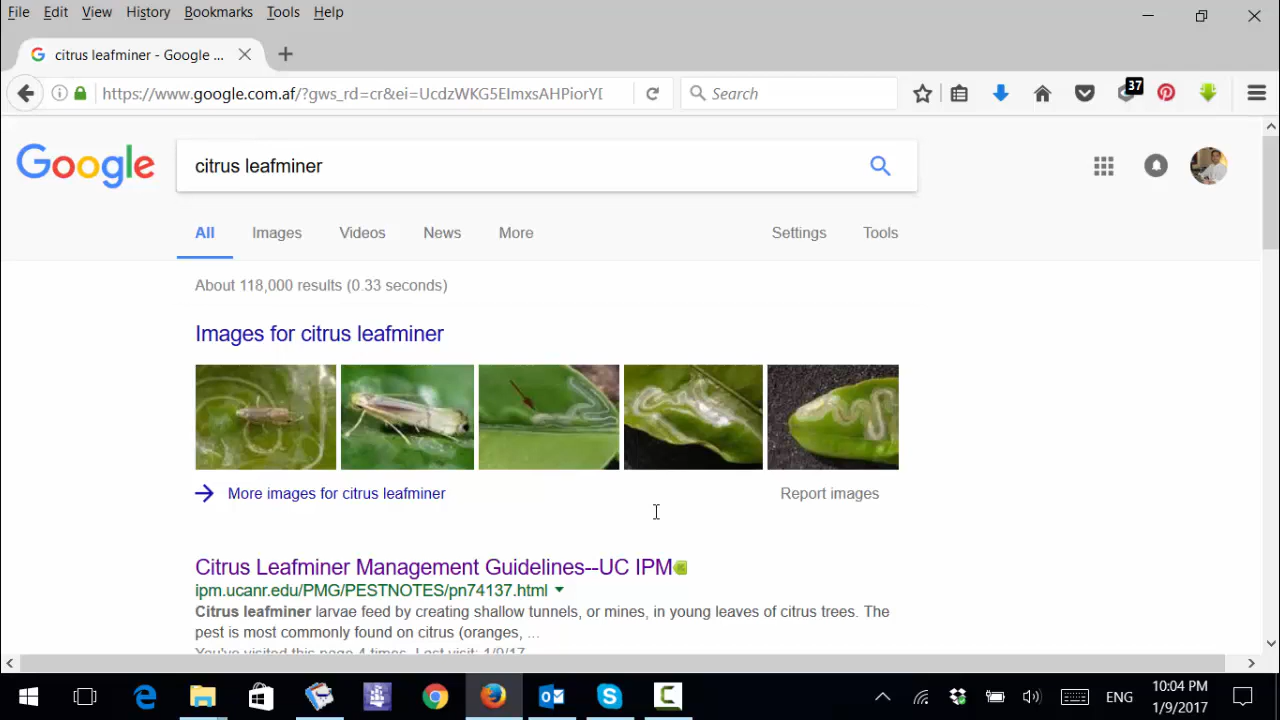 File Edit View History Bookmarks Tools Help
citrus leafminer - Google ...
https://www.google.com.af/?gws_rd=cr&ei=
Search
37
Google
citrus leafminer
All Images Videos News More Settings Tools
About 118,000 results (0.33 seconds)
Images for citrus leafminer
More images for citrus leafminer
Report images
Citrus Leafminer Management Guidelines--UC IPM
ipm.ucanr.edu/PMG/PESTNOTES/pn74137.html
Citrus leafminer larvae feed by creating shallow tunnels, or mines, in young leaves of citrus trees. The
pest is most commonly found on citrus (oranges, ...
You've visited this page 4 times. Last visit: 1/9/17
ENG
10:04 PM
1/9/2017